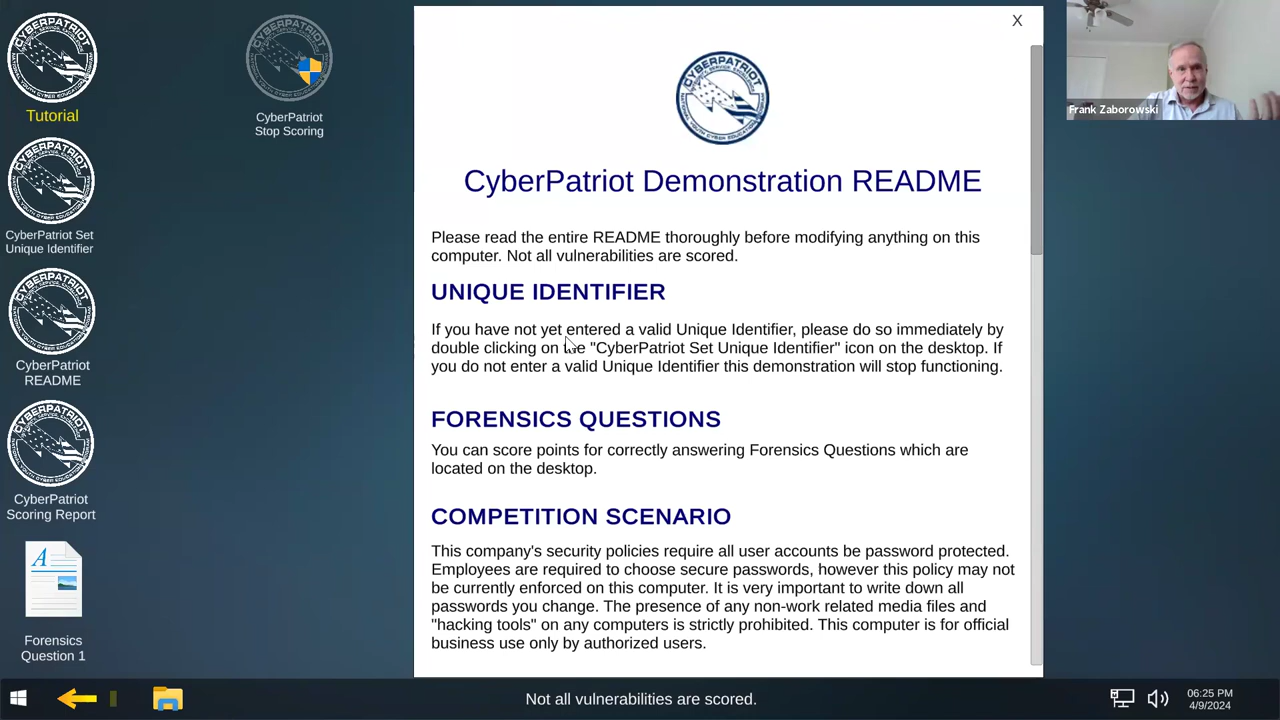 Tutorial
CyberPatriot Set
Unique Identifier
CyberPatriot
README
CyberPatriot
Scoring Report
Forensics
Question 1
CYBERPATRIOT
CyberPatriot
Stop Scoring
X
CYBERPATRIOT
CyberPatriot Demonstration README
Please read the entire README thoroughly before modifying anything on this
computer. Not all vulnerabilities are scored.
UNIQUE IDENTIFIER
If you have not yet entered a valid Unique Identifier, please do so immediately by
double clicking on the "CyberPatriot Set Unique Identifier" icon on the desktop. If
you do not enter a valid Unique Identifier this demonstration will stop functioning.
FORENSICS QUESTIONS
You can score points for correctly answering Forensics Questions which are
located on the desktop.
COMPETITION SCENARIO
This company's security policies require all user accounts be password protected.
Employees are required to choose secure passwords, however this policy may not
be currently enforced on this computer. It is very important to write down all
passwords you change. The presence of any non-work related media files and
"hacking tools" on any computers is strictly prohibited. This computer is for official
business use only by authorized users.
Frank Zaborowski
Not all vulnerabilities are scored.
06:25 PM
4/9/2024